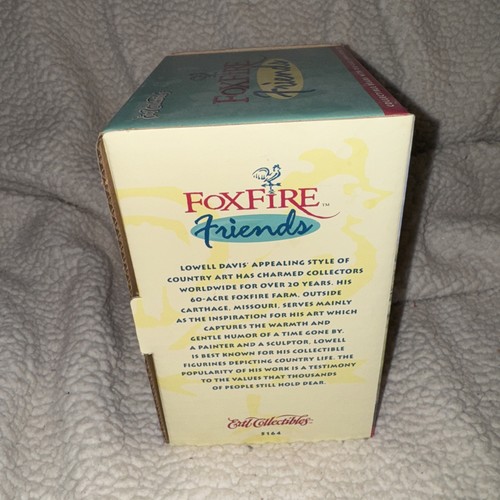 FOXFIRE
Friends
FOXFIRE™
Friends
LOWELL DAVIS' APPEALING STYLE OF
COUNTRY ART HAS CHARMED COLLECTORS
WORLDWIDE FOR OVER 20 YEARS. HIS
60-ACRE FOXFIRE FARM, OUTSIDE
CARTHAGE, MISSOURI, SERVES MAINLY
AS THE INSPIRATION FOR HIS ART WHICH
CAPTURES THE WARMTH AND
GENTLE HUMOR OF A TIME GONE BY.
A PAINTER AND A SCULPTOR, LOWELL
IS BEST KNOWN FOR HIS COLLECTIBLE
FIGURINES DEPICTING COUNTRY LIFE. THE
POPULARITY OF HIS WORK IS A TESTIMONY
TO THE VALUES THAT THOUSANDS
OF PEOPLE STILL HOLD DEAR.
Ertl Collectibles
5164